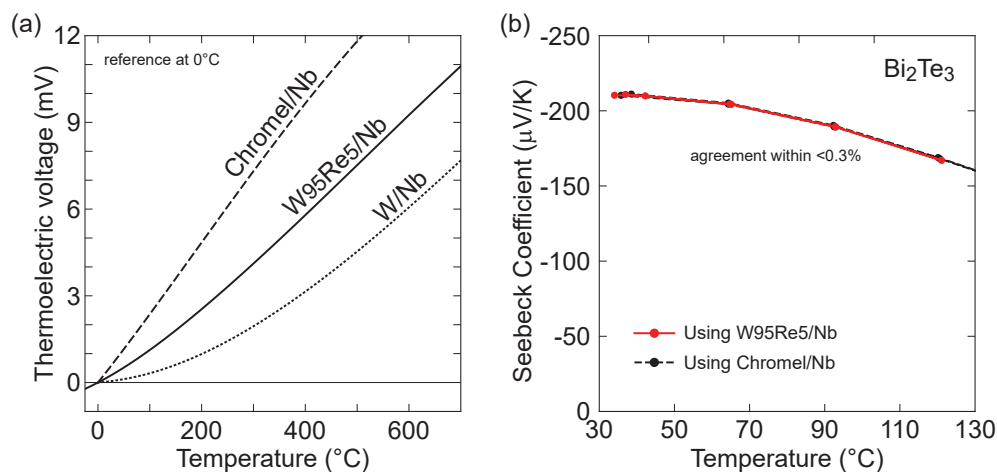 (a)
12
9
6
3
0
Thermoelectric voltage (mV)
reference at 0°C
Chromel/Nb
W95Re5/Nb
W/Nb
0 200 400 600
Temperature (°C)
(b)
-250
-200
-150
-100
-50
0
Seebeck Coefficient (μV/K)
Bi₂Te₃
agreement within <0.3%
Using W95Re5/Nb
Using Chromel/Nb
30 50 70 90 110 130
Temperature (°C)